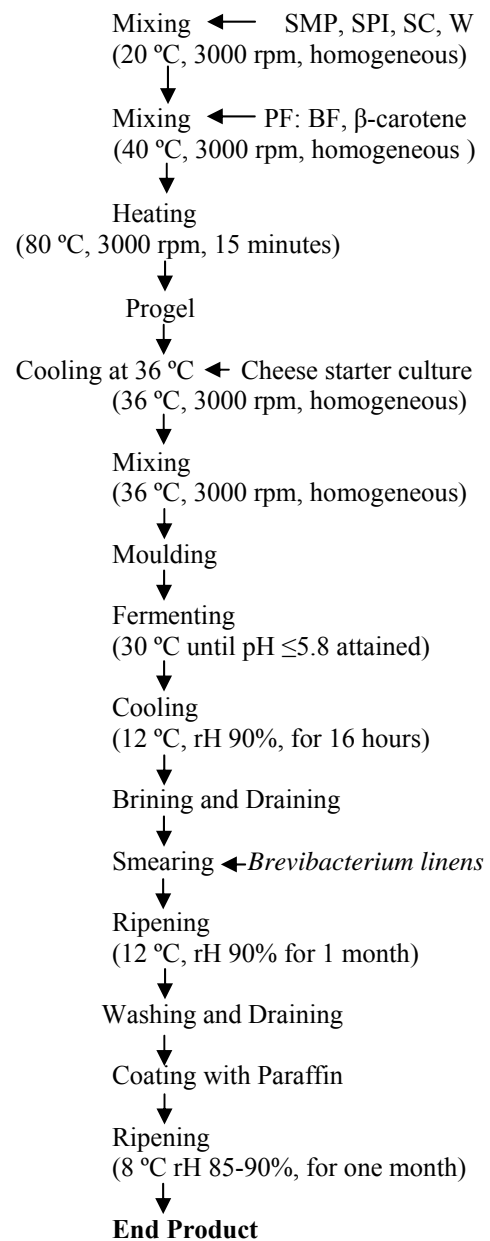 Mixing SMP, SPI, SC, W
(20 ºC, 3000 rpm, homogeneous)
Mixing PF: BF, β-carotene
(40 ºC, 3000 rpm, homogeneous )
Heating
(80 ºC, 3000 rpm, 15 minutes)
Progel
Cooling at 36 ºC Cheese starter culture
(36 ºC, 3000 rpm, homogeneous)
Mixing
(36 ºC, 3000 rpm, homogeneous)
Moulding
Fermenting
(30 ºC until pH ≤5.8 attained)
Cooling
(12 ºC, rH 90%, for 16 hours)
Brining and Draining
Smearing Brevibacterium linens
Ripening
(12 ºC, rH 90% for 1 month)
Washing and Draining
Coating with Paraffin
Ripening
(8 ºC rH 85-90%, for one month)
End Product